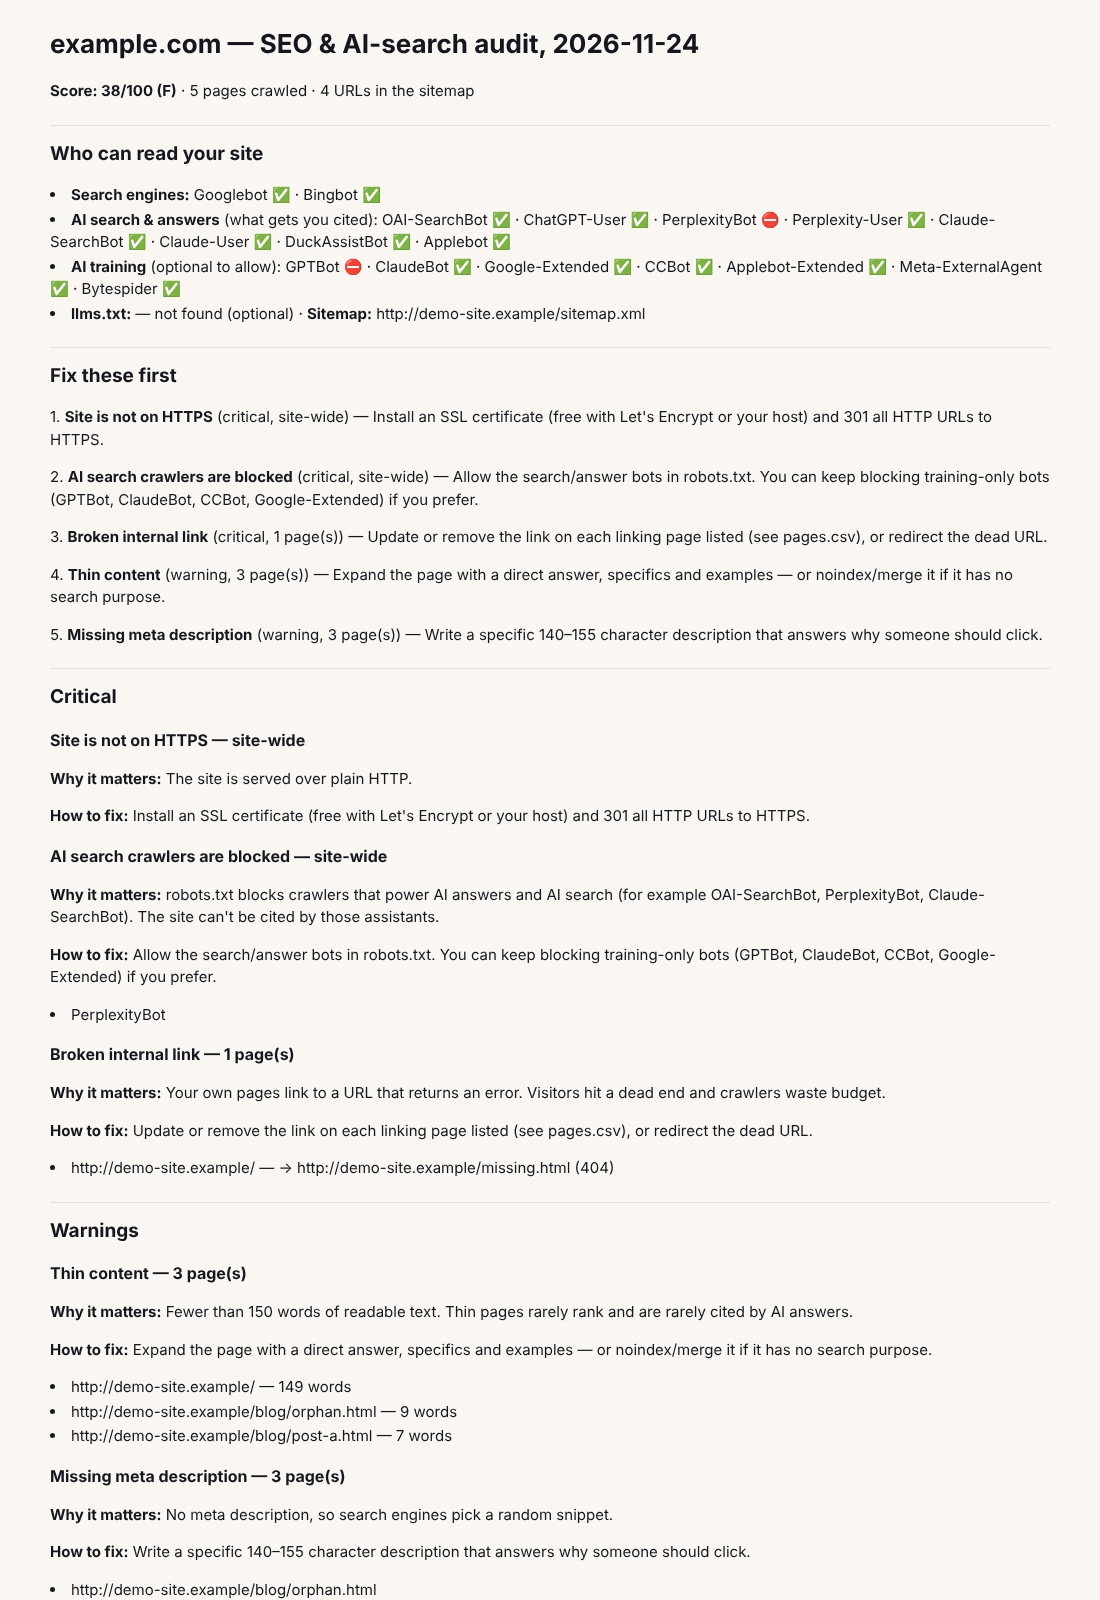 example.com — SEO & AI-search audit, 2026-11-24
Score: 38/100 (F) · 5 pages crawled · 4 URLs in the sitemap
Who can read your site
• Search engines: Googlebot ✅ · Bingbot ✅
• AI search & answers (what gets you cited): OAI-SearchBot ✅ · ChatGPT-User ✅ · PerplexityBot ⛔ · Perplexity-User ✅ · Claude-
SearchBot ✅ · Claude-User ✅ · DuckAssistBot ✅ · Applebot ✅
• AI training (optional to allow): GPTBot ⛔ · ClaudeBot ✅ · Google-Extended ✅ · CCBot ✅ · Applebot-Extended ✅ · Meta-ExternalAgent
✅ · Bytespider ✅
• llms.txt: — not found (optional) · Sitemap: http://demo-site.example/sitemap.xml
Fix these first
1. Site is not on HTTPS (critical, site-wide) — Install an SSL certificate (free with Let's Encrypt or your host) and 301 all HTTP URLs to
HTTPS.
2. AI search crawlers are blocked (critical, site-wide) — Allow the search/answer bots in robots.txt. You can keep blocking training-only bots
(GPTBot, ClaudeBot, CCBot, Google-Extended) if you prefer.
3. Broken internal link (critical, 1 page(s)) — Update or remove the link on each linking page listed (see pages.csv), or redirect the dead URL.
4. Thin content (warning, 3 page(s)) — Expand the page with a direct answer, specifics and examples — or noindex/merge it if it has no
search purpose.
5. Missing meta description (warning, 3 page(s)) — Write a specific 140–155 character description that answers why someone should click.
Critical
Site is not on HTTPS — site-wide
Why it matters: The site is served over plain HTTP.
How to fix: Install an SSL certificate (free with Let's Encrypt or your host) and 301 all HTTP URLs to HTTPS.
AI search crawlers are blocked — site-wide
Why it matters: robots.txt blocks crawlers that power AI answers and AI search (for example OAI-SearchBot, PerplexityBot, Claude-
SearchBot). The site can't be cited by those assistants.
How to fix: Allow the search/answer bots in robots.txt. You can keep blocking training-only bots (GPTBot, ClaudeBot, CCBot, Google-
Extended) if you prefer.
• PerplexityBot
Broken internal link — 1 page(s)
Why it matters: Your own pages link to a URL that returns an error. Visitors hit a dead end and crawlers waste budget.
How to fix: Update or remove the link on each linking page listed (see pages.csv), or redirect the dead URL.
• http://demo-site.example/ — → http://demo-site.example/missing.html (404)
Warnings
Thin content — 3 page(s)
Why it matters: Fewer than 150 words of readable text. Thin pages rarely rank and are rarely cited by AI answers.
How to fix: Expand the page with a direct answer, specifics and examples — or noindex/merge it if it has no search purpose.
• http://demo-site.example/ — 149 words
• http://demo-site.example/blog/orphan.html — 9 words
• http://demo-site.example/blog/post-a.html — 7 words
Missing meta description — 3 page(s)
Why it matters: No meta description, so search engines pick a random snippet.
How to fix: Write a specific 140–155 character description that answers why someone should click.
• http://demo-site.example/blog/orphan.html